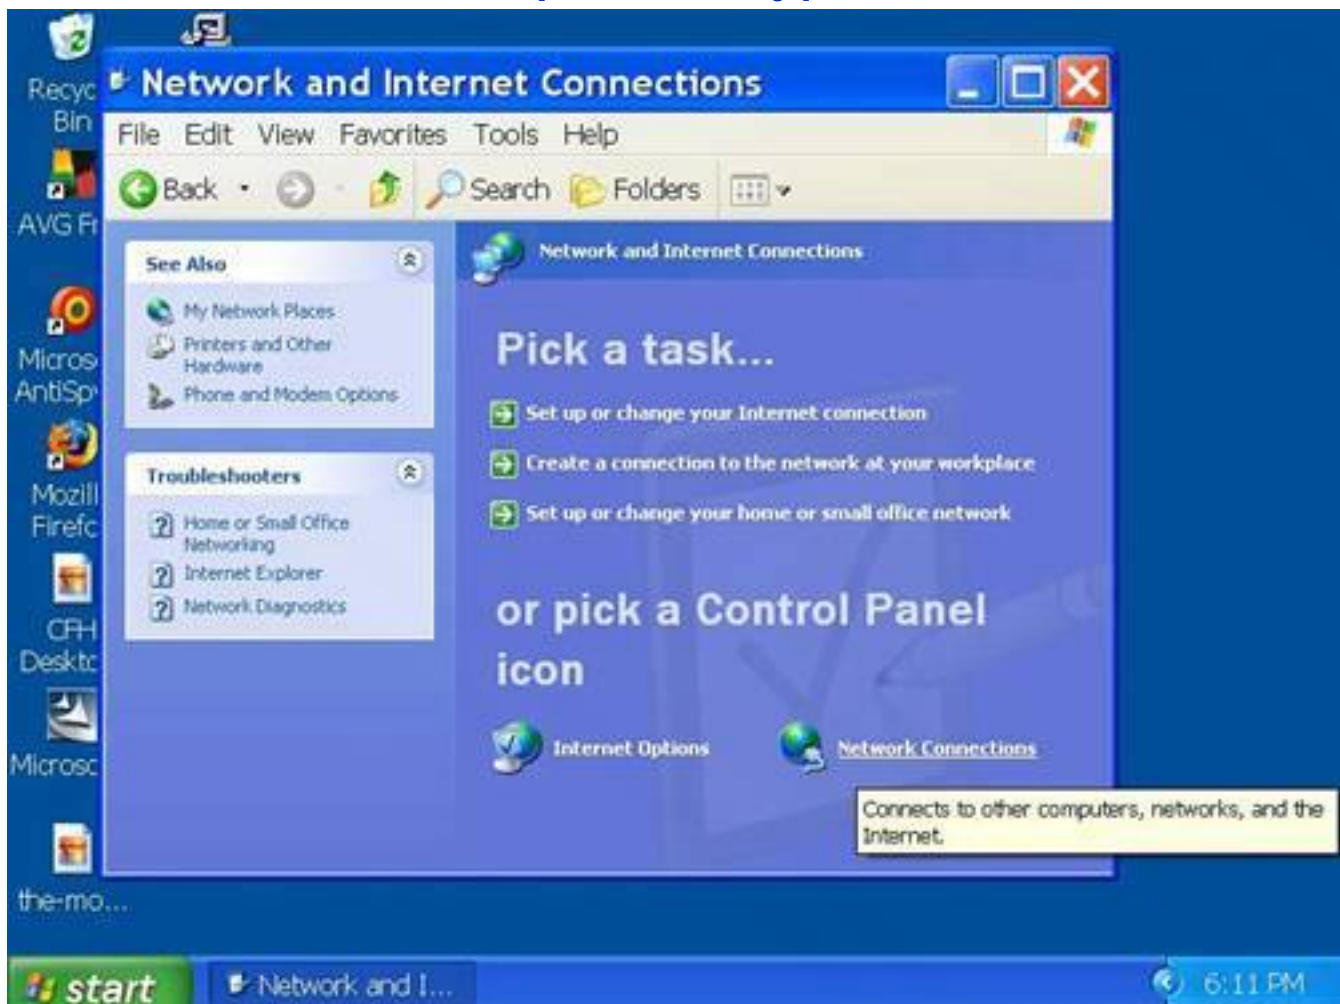 Recyc
Bin
AVG Fr
Micros
AntiSp
Mozill
Firefc
CFH
Deskto
Microsc
the-mo...
Network and Internet Connections
File Edit View Favorites Tools Help
Back Search Folders
See Also
My Network Places
Printers and Other
Hardware
Phone and Modem Options
Troubleshooters
Home or Small Office
Networking
Internet Explorer
Network Diagnostics
Network and Internet Connections
Pick a task...
Set up or change your Internet connection
Create a connection to the network at your workplace
Set up or change your home or small office network
or pick a Control Panel
icon
Internet Options
Network Connections
Connects to other computers, networks, and the
Internet.
start
Network and I...
6:11 PM